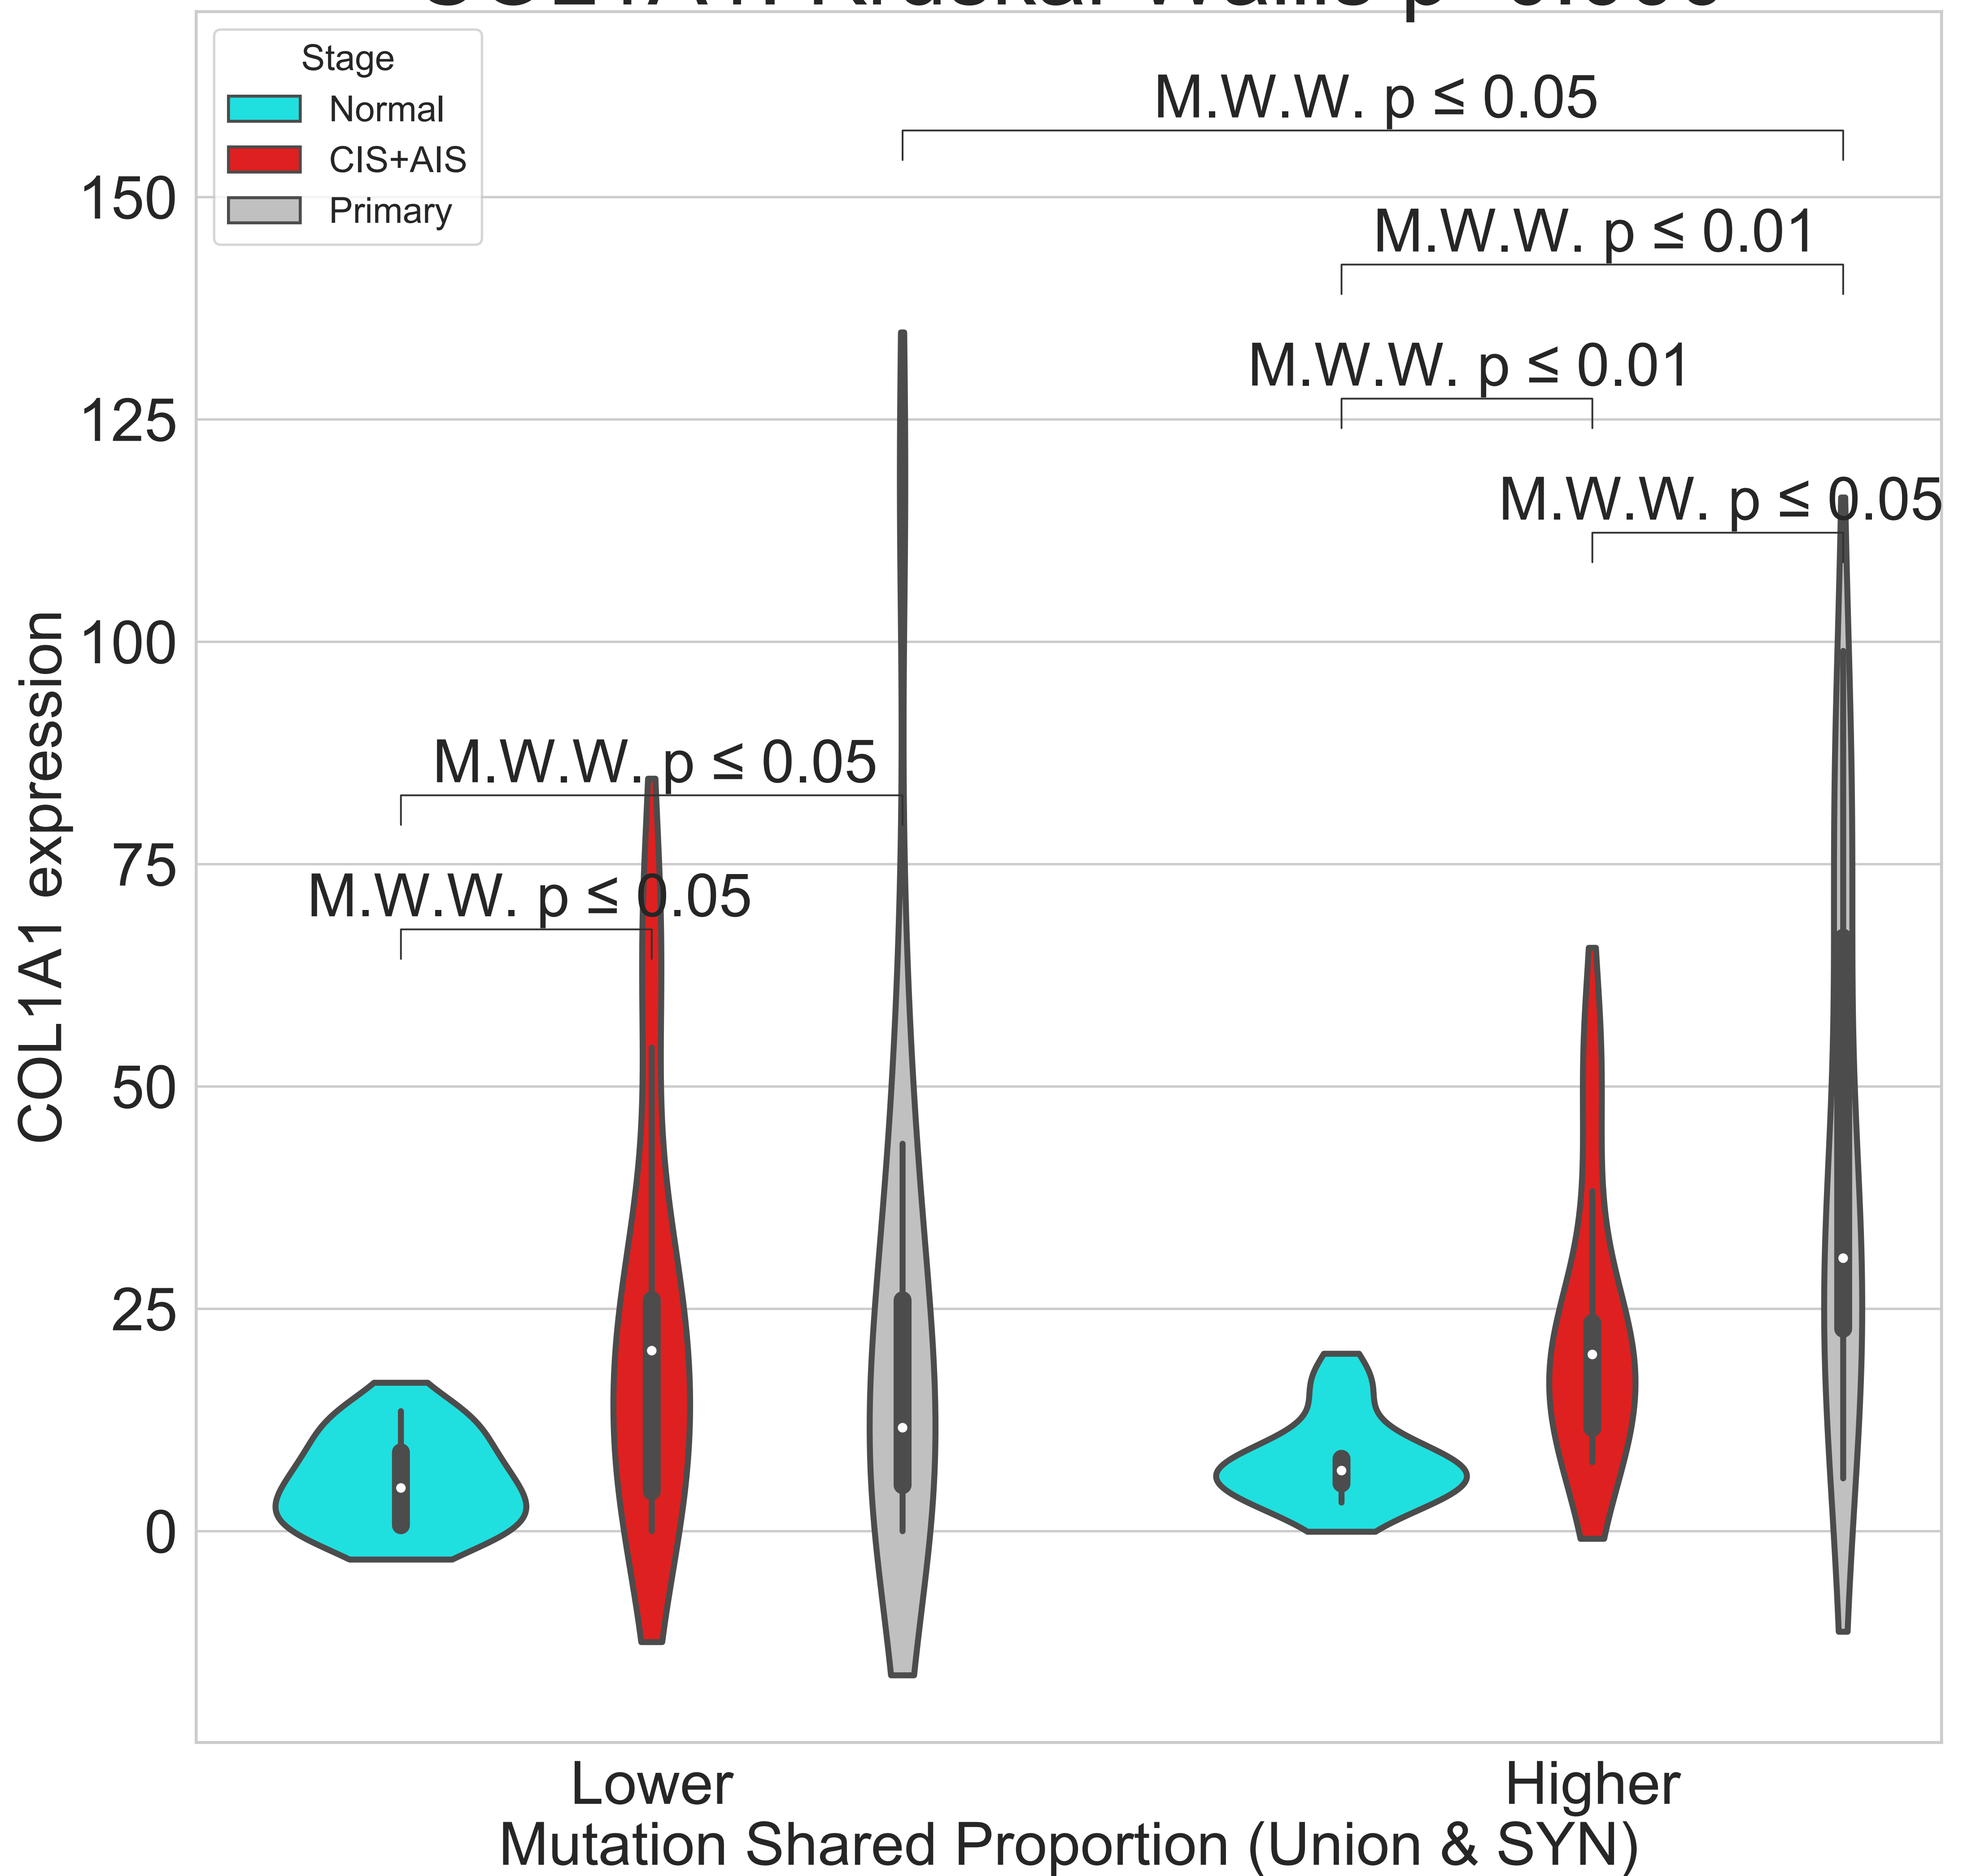 Stage
Normal
CIS+AIS
Primary
M.W.W. p ≤ 0.05
150
M.W.W. p ≤ 0.01
M.W.W. p ≤ 0.01
125
M.W.W. p ≤ 0.05
100
M.W.W. p ≤ 0.05
75
M.W.W. p ≤ 0.05
50
25
0
COL1A1 expression
Lower
Higher
Mutation Shared Proportion (Union & SYN)